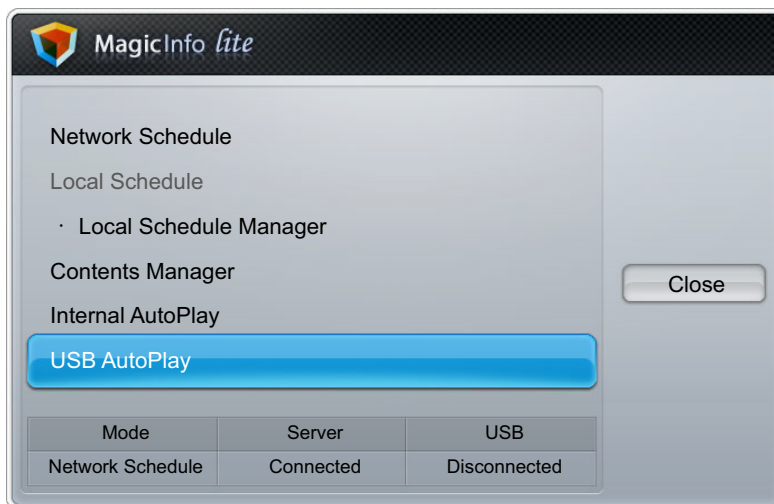 MagicInfo lite
Network Schedule
Local Schedule
· Local Schedule Manager
Contents Manager
Close
Internal AutoPlay
USB AutoPlay
Mode Server USB
Network Schedule Connected Disconnected